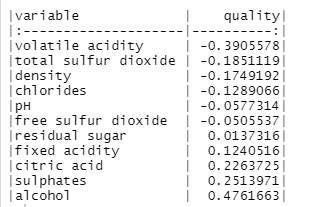 |variable             |    quality|
|:--------------------|----------:|
|volatile acidity     | -0.3905578|
|total sulfur dioxide | -0.1851119|
|density              | -0.1749192|
|chlorides            | -0.1289066|
|pH                   | -0.0577314|
|free sulfur dioxide  | -0.0505537|
|residual sugar       |  0.0137316|
|fixed acidity        |  0.1240516|
|citric acid          |  0.2263725|
|sulphates            |  0.2513971|
|alcohol              |  0.4761663|